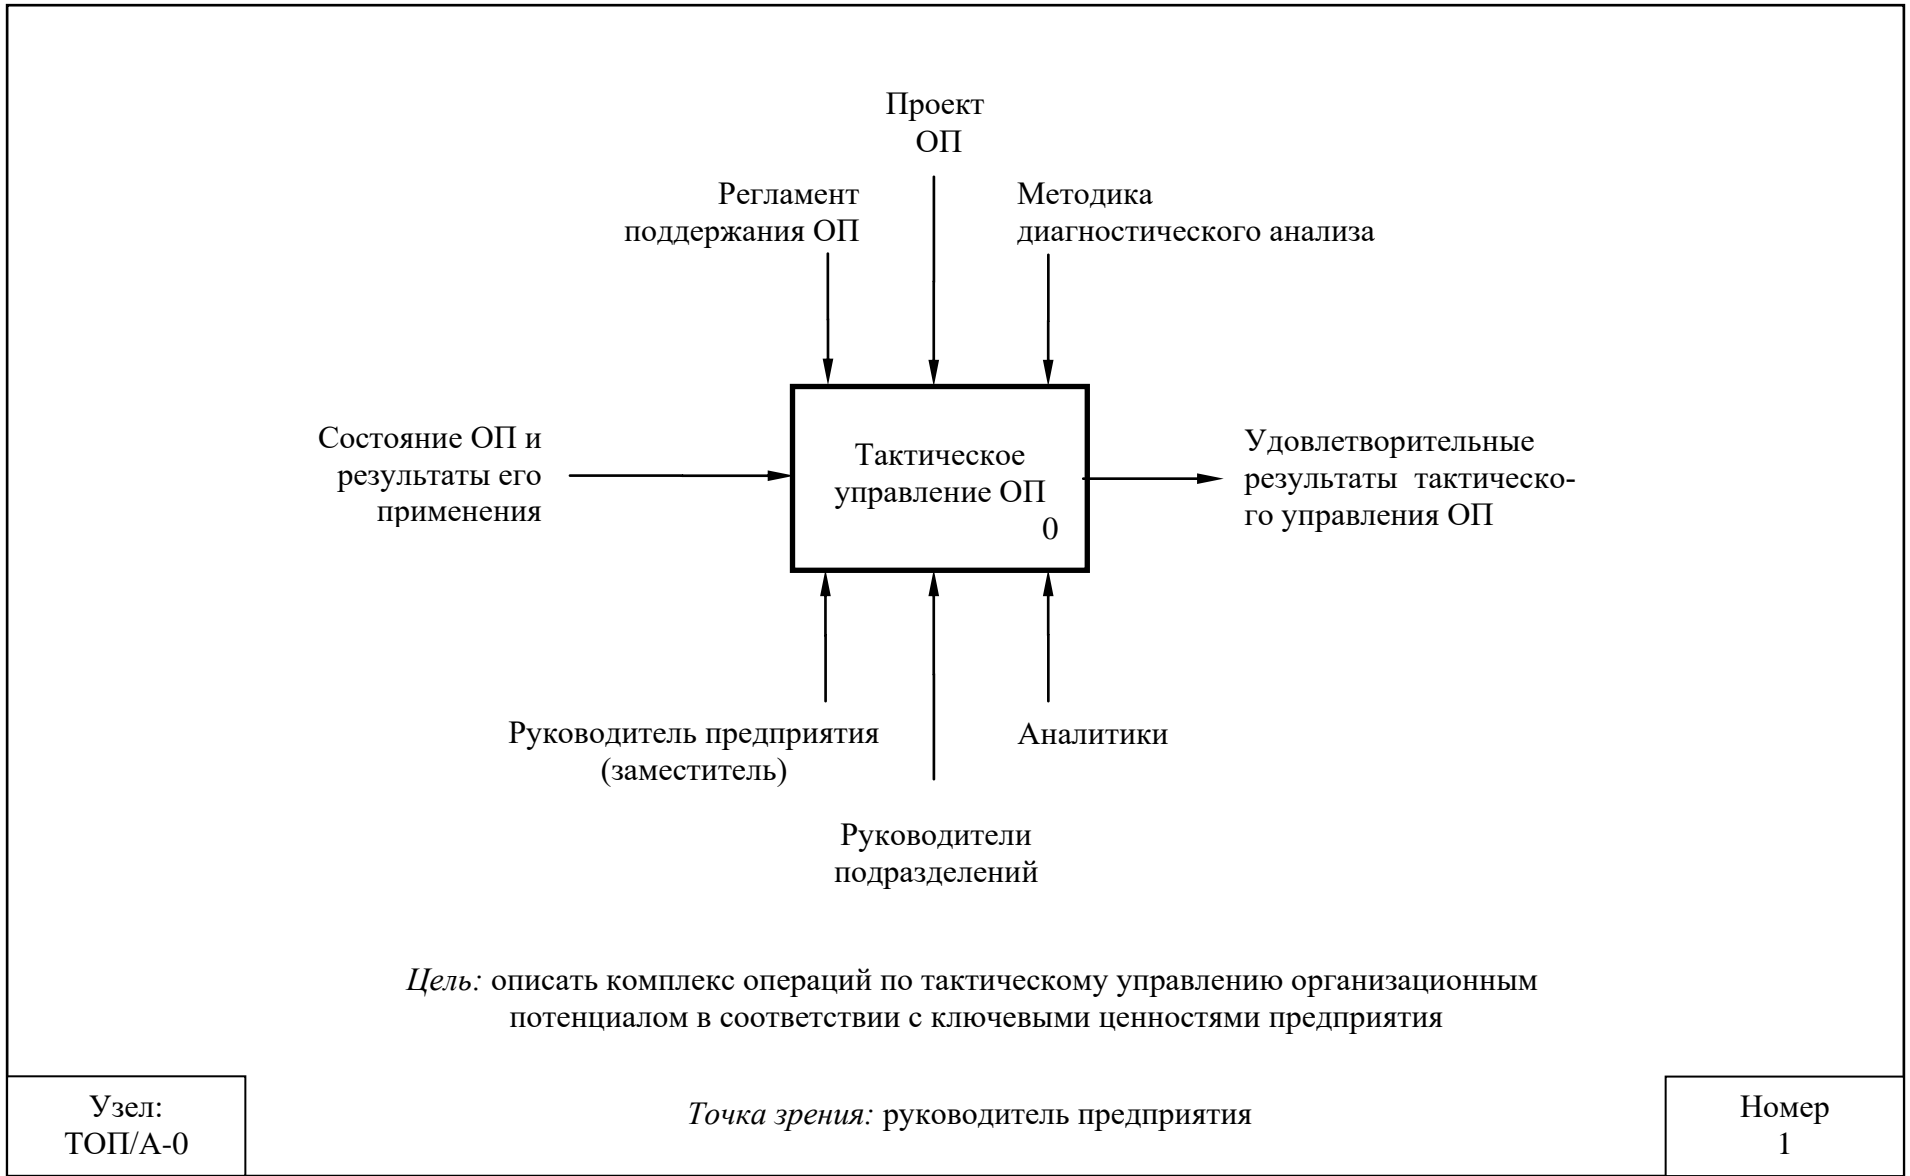 Проект
ОП
Регламент
поддержания ОП
Методика
диагностического анализа
Состояние ОП и
результаты его
применения
Тактическое
управление ОП
0
Удовлетворительные
результаты тактическо-
го управления ОП
Руководитель предприятия
(заместитель)
Аналитики
Руководители
подразделений
Цель: описать комплекс операций по тактическому управлению организационным
потенциалом в соответствии с ключевыми ценностями предприятия
Узел:
ТОП/А-0
Точка зрения: руководитель предприятия
Номер
1